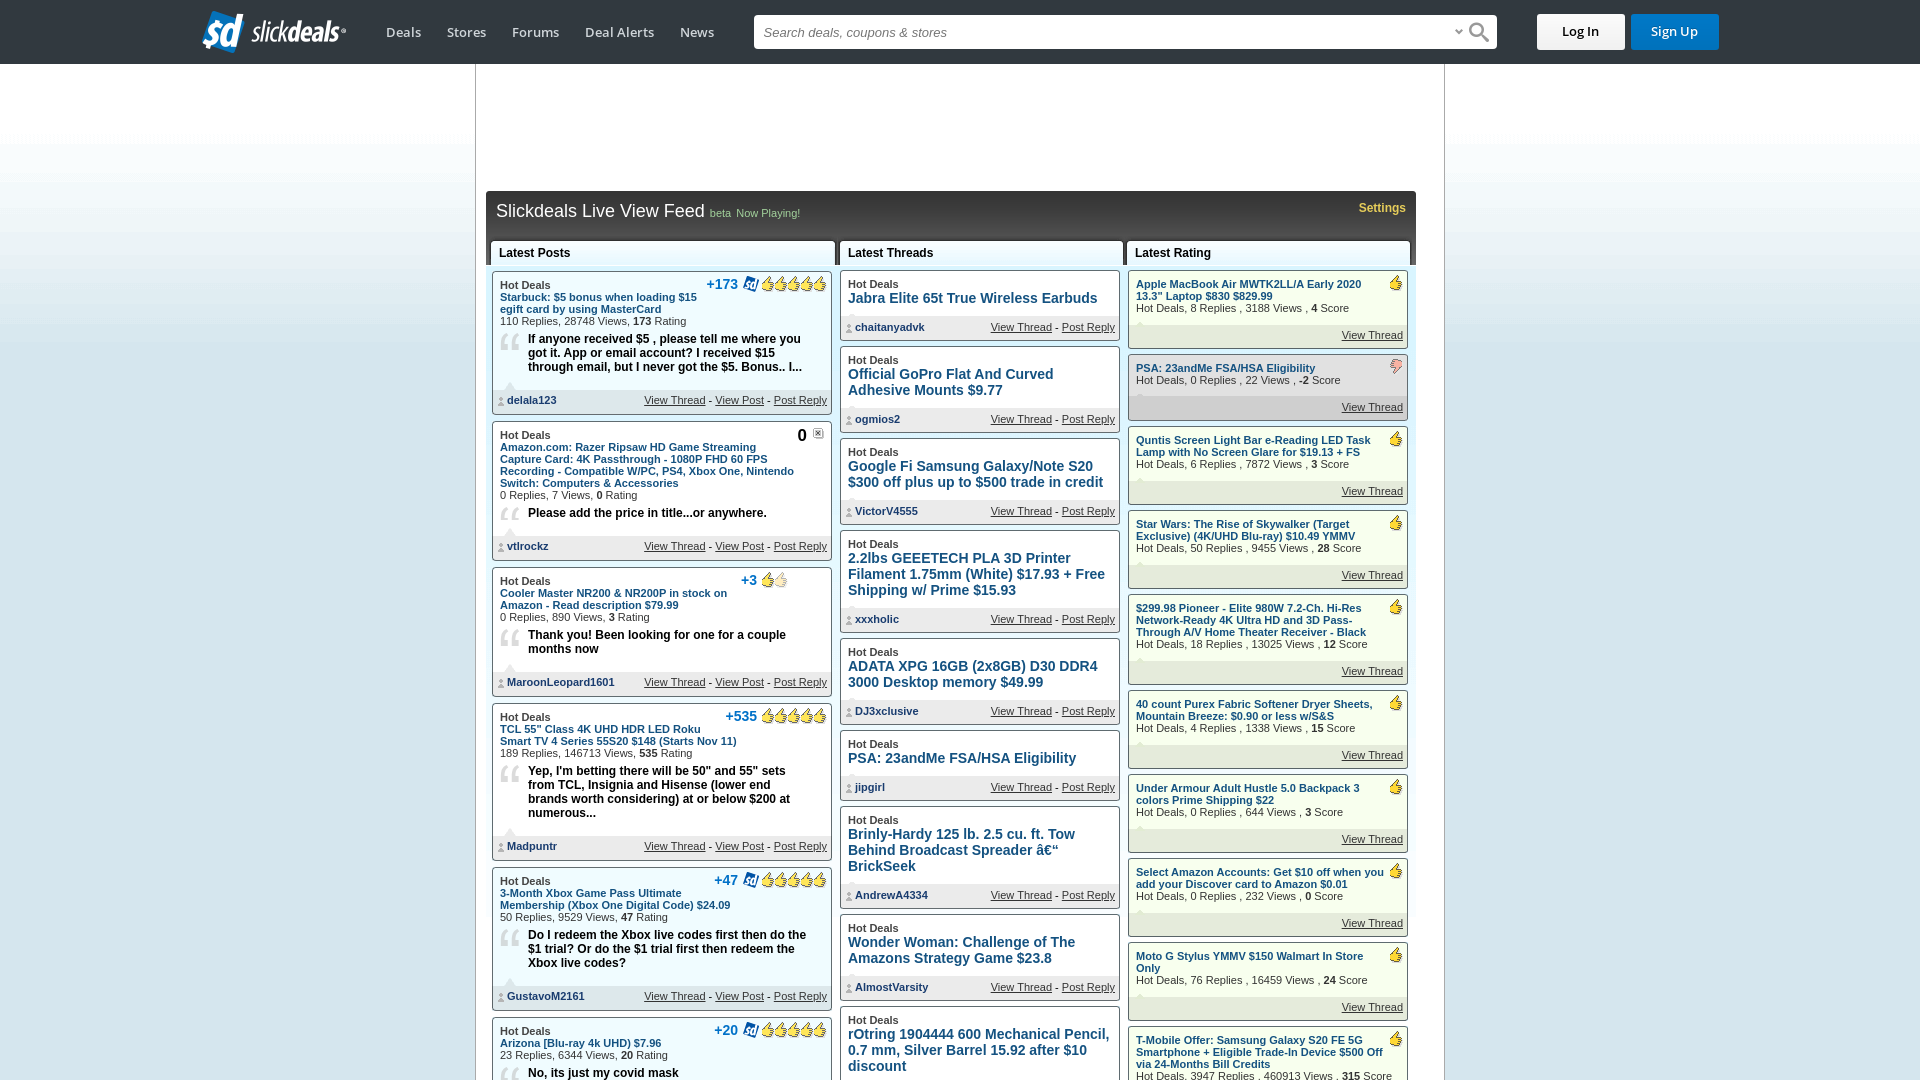 sd slickdeals
Deals
Stores
Forums
Deal Alerts
News
Search deals, coupons & stores
Log In
Sign Up
Slickdeals Live View Feed beta Now Playing!
Settings
Latest Posts
Hot Deals
+173
Starbuck: $5 bonus when loading $15
egift card by using MasterCard
110 Replies, 28748 Views, 173 Rating
If anyone received $5 , please tell me where you
got it. App or email account? I received $15
through email, but I never got the $5. Bonus.. I...
delala123
View Thread - View Post - Post Reply
Hot Deals
0
Amazon.com: Razer Ripsaw HD Game Streaming
Capture Card: 4K Passthrough - 1080P FHD 60 FPS
Recording - Compatible W/PC, PS4, Xbox One, Nintendo
Switch: Computers & Accessories
0 Replies, 7 Views, 0 Rating
Please add the price in title...or anywhere.
vtlrockz
View Thread - View Post - Post Reply
Hot Deals
+3
Cooler Master NR200 & NR200P in stock on
Amazon - Read description $79.99
0 Replies, 890 Views, 3 Rating
Thank you! Been looking for one for a couple
months now
MaroonLeopard1601
View Thread - View Post - Post Reply
Hot Deals
+535
TCL 55" Class 4K UHD HDR LED Roku
Smart TV 4 Series 55S20 $148 (Starts Nov 11)
189 Replies, 146713 Views, 535 Rating
Yep, I'm betting there will be 50" and 55" sets
from TCL, Insignia and Hisense (lower end
brands worth considering) at or below $200 at
numerous...
Madpuntr
View Thread - View Post - Post Reply
Hot Deals
+47
3-Month Xbox Game Pass Ultimate
Membership (Xbox One Digital Code) $24.09
50 Replies, 9529 Views, 47 Rating
Do I redeem the Xbox live codes first then do the
$1 trial? Or do the $1 trial first then redeem the
Xbox live codes?
GustavoM2161
View Thread - View Post - Post Reply
Hot Deals
+20
Arizona [Blu-ray 4k UHD) $7.96
23 Replies, 6344 Views, 20 Rating
No, its just my covid mask
Latest Threads
Hot Deals
Jabra Elite 65t True Wireless Earbuds
chaitanyadvk
View Thread - Post Reply
Hot Deals
Official GoPro Flat And Curved
Adhesive Mounts $9.77
ogmios2
View Thread - Post Reply
Hot Deals
Google Fi Samsung Galaxy/Note S20
$300 off plus up to $500 trade in credit
VictorV4555
View Thread - Post Reply
Hot Deals
2.2lbs GEEETECH PLA 3D Printer
Filament 1.75mm (White) $17.93 + Free
Shipping w/ Prime $15.93
xxxholic
View Thread - Post Reply
Hot Deals
ADATA XPG 16GB (2x8GB) D30 DDR4
3000 Desktop memory $49.99
DJ3xclusive
View Thread - Post Reply
Hot Deals
PSA: 23andMe FSA/HSA Eligibility
jipgirl
View Thread - Post Reply
Hot Deals
Brinly-Hardy 125 lb. 2.5 cu. ft. Tow
Behind Broadcast Spreader â€“
BrickSeek
AndrewA4334
View Thread - Post Reply
Hot Deals
Wonder Woman: Challenge of The
Amazons Strategy Game $23.8
AlmostVarsity
View Thread - Post Reply
Hot Deals
rOtring 1904444 600 Mechanical Pencil,
0.7 mm, Silver Barrel 15.92 after $10
discount
Latest Rating
Apple MacBook Air MWTK2LL/A Early 2020
13.3" Laptop $830 $829.99
Hot Deals, 8 Replies , 3188 Views , 4 Score
View Thread
PSA: 23andMe FSA/HSA Eligibility
Hot Deals, 0 Replies , 22 Views , -2 Score
View Thread
Quntis Screen Light Bar e-Reading LED Task
Lamp with No Screen Glare for $19.13 + FS
Hot Deals, 6 Replies , 7872 Views , 3 Score
View Thread
Star Wars: The Rise of Skywalker (Target
Exclusive) (4K/UHD Blu-ray) $10.49 YMMV
Hot Deals, 50 Replies , 9455 Views , 28 Score
View Thread
$299.98 Pioneer - Elite 980W 7.2-Ch. Hi-Res
Network-Ready 4K Ultra HD and 3D Pass-
Through A/V Home Theater Receiver - Black
Hot Deals, 18 Replies , 13025 Views , 12 Score
View Thread
40 count Purex Fabric Softener Dryer Sheets,
Mountain Breeze: $0.90 or less w/S&S
Hot Deals, 4 Replies , 1338 Views , 15 Score
View Thread
Under Armour Adult Hustle 5.0 Backpack 3
colors Prime Shipping $22
Hot Deals, 0 Replies , 644 Views , 3 Score
View Thread
Select Amazon Accounts: Get $10 off when you
add your Discover card to Amazon $0.01
Hot Deals, 0 Replies , 232 Views , 0 Score
View Thread
Moto G Stylus YMMV $150 Walmart In Store
Only
Hot Deals, 76 Replies , 16459 Views , 24 Score
View Thread
T-Mobile Offer: Samsung Galaxy S20 FE 5G
Smartphone + Eligible Trade-In Device $500 Off
via 24-Months Bill Credits
Hot Deals, 3947 Replies , 460913 Views , 315 Score